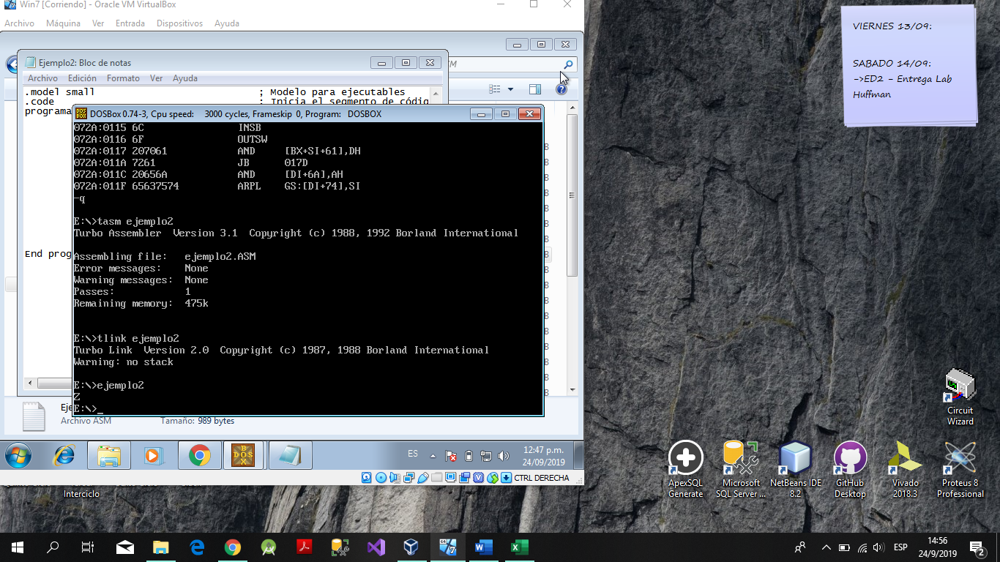 Win7 [Corriendo] - Oracle VM VirtualBox
Archivo Máquina Ver Entrada Dispositivos Ayuda
Ejemplo2: Bloc de notas
Archivo Edición Formato Ver Ayuda
.model small ; Modelo para ejecutables
.code ; Inicia el segmento de códig
programa
End prog
DOSBox 0.74-3, Cpu speed: 3000 cycles, Frameskip 0, Program: DOSBOX
072A:0115 6C INSB
072A:0116 6F OUTSW
072A:0117 207061 AND [BX+SI+61],DH
072A:011A 7261 JB 017D
072A:011C 20656A AND [DI+6A],AH
072A:011F 65637574 ARPL GS:[DI+74],SI
-q
E:\>tasm ejemplo2
Turbo Assembler Version 3.1 Copyright (c) 1988, 1992 Borland International
Assembling file: ejemplo2.ASM
Error messages: None
Warning messages: None
Passes: 1
Remaining memory: 475k
E:\>tlink ejemplo2
Turbo Link Version 2.0 Copyright (c) 1987, 1988 Borland International
Warning: no stack
E:\>ejemplo2
Z
E:\>_
Archivo ASM Tamaño: 989 bytes
ES
12:47 p.m.
24/09/2019
CTRL DERECHA
Interciclo
VIERNES 13/09:
SABADO 14/09:
->ED2 - Entrega Lab
Huffman
Circuit
Wizard
ApexSQL
Generate
Microsoft
SQL Server ...
NetBeans IDE
8.2
GitHub
Desktop
Vivado
2018.3
Proteus 8
Professional
ESP
14:56
24/9/2019
2